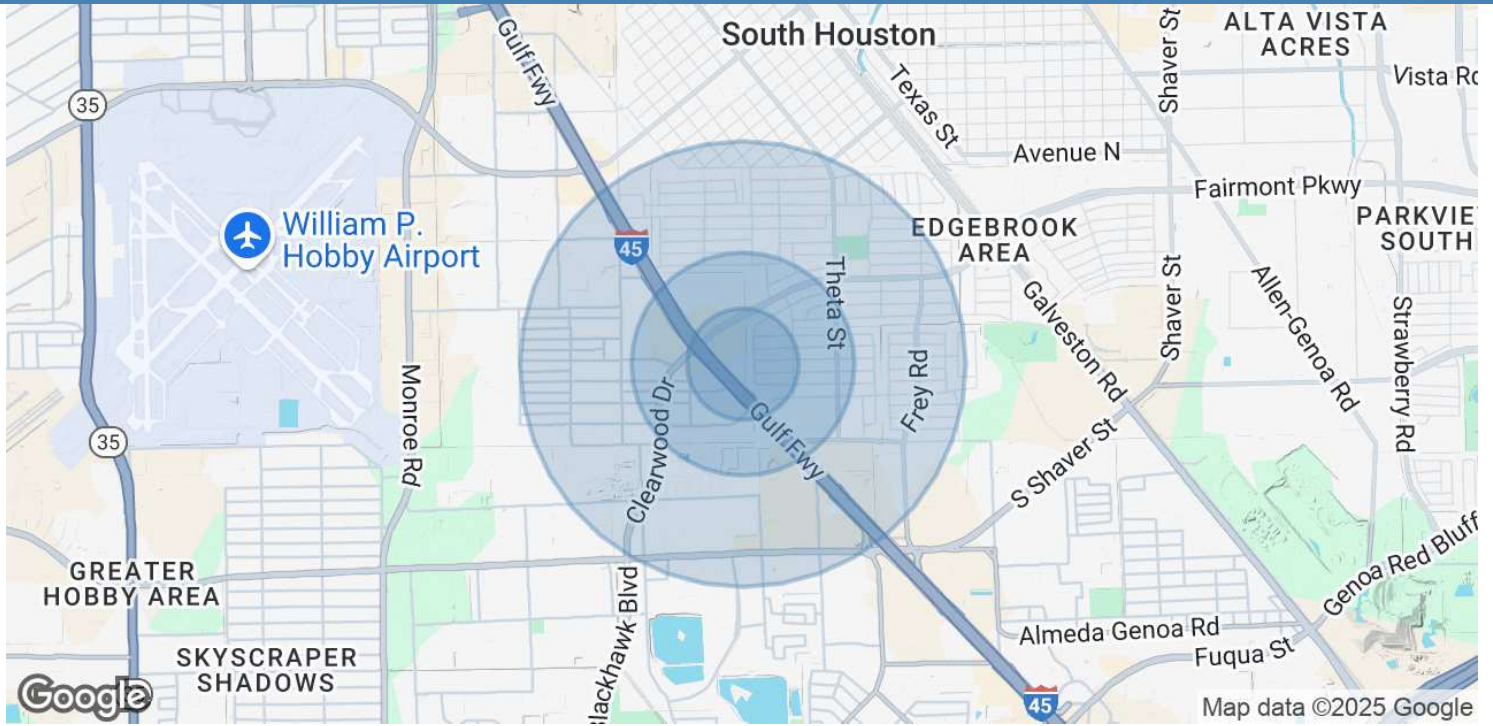 South Houston
ALTA VISTA
ACRES
Gulf Fwy
Shaver St
Vista Rd
35
Texas St
Avenue N
Fairmont Pkwy
William P.
Hobby Airport
45
EDGEBROOK
AREA
PARKVIE
SOUTH
Theta St
Galveston Rd
Shaver St
Allen-Genoa Rd
Strawberry Rd
Monroe Rd
35
Clearwood Dr
Frey Rd
Gulf Fwy
S Shaver St
GREATER
HOBBY AREA
Blackhawk Blvd
Genoa Red Bluff
Almeda Genoa Rd
Fuqua St
SKYSCRAPER
SHADOWS
45
Google
Map data ©2025 Google